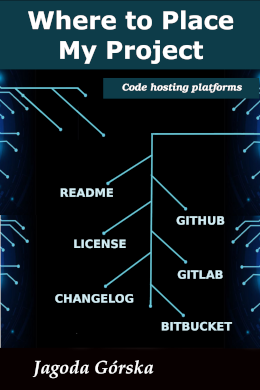 Where to Place
My Project
Code hosting platforms
README
GITHUB
LICENSE
GITLAB
CHANGELOG
BITBUCKET
Jagoda Górska